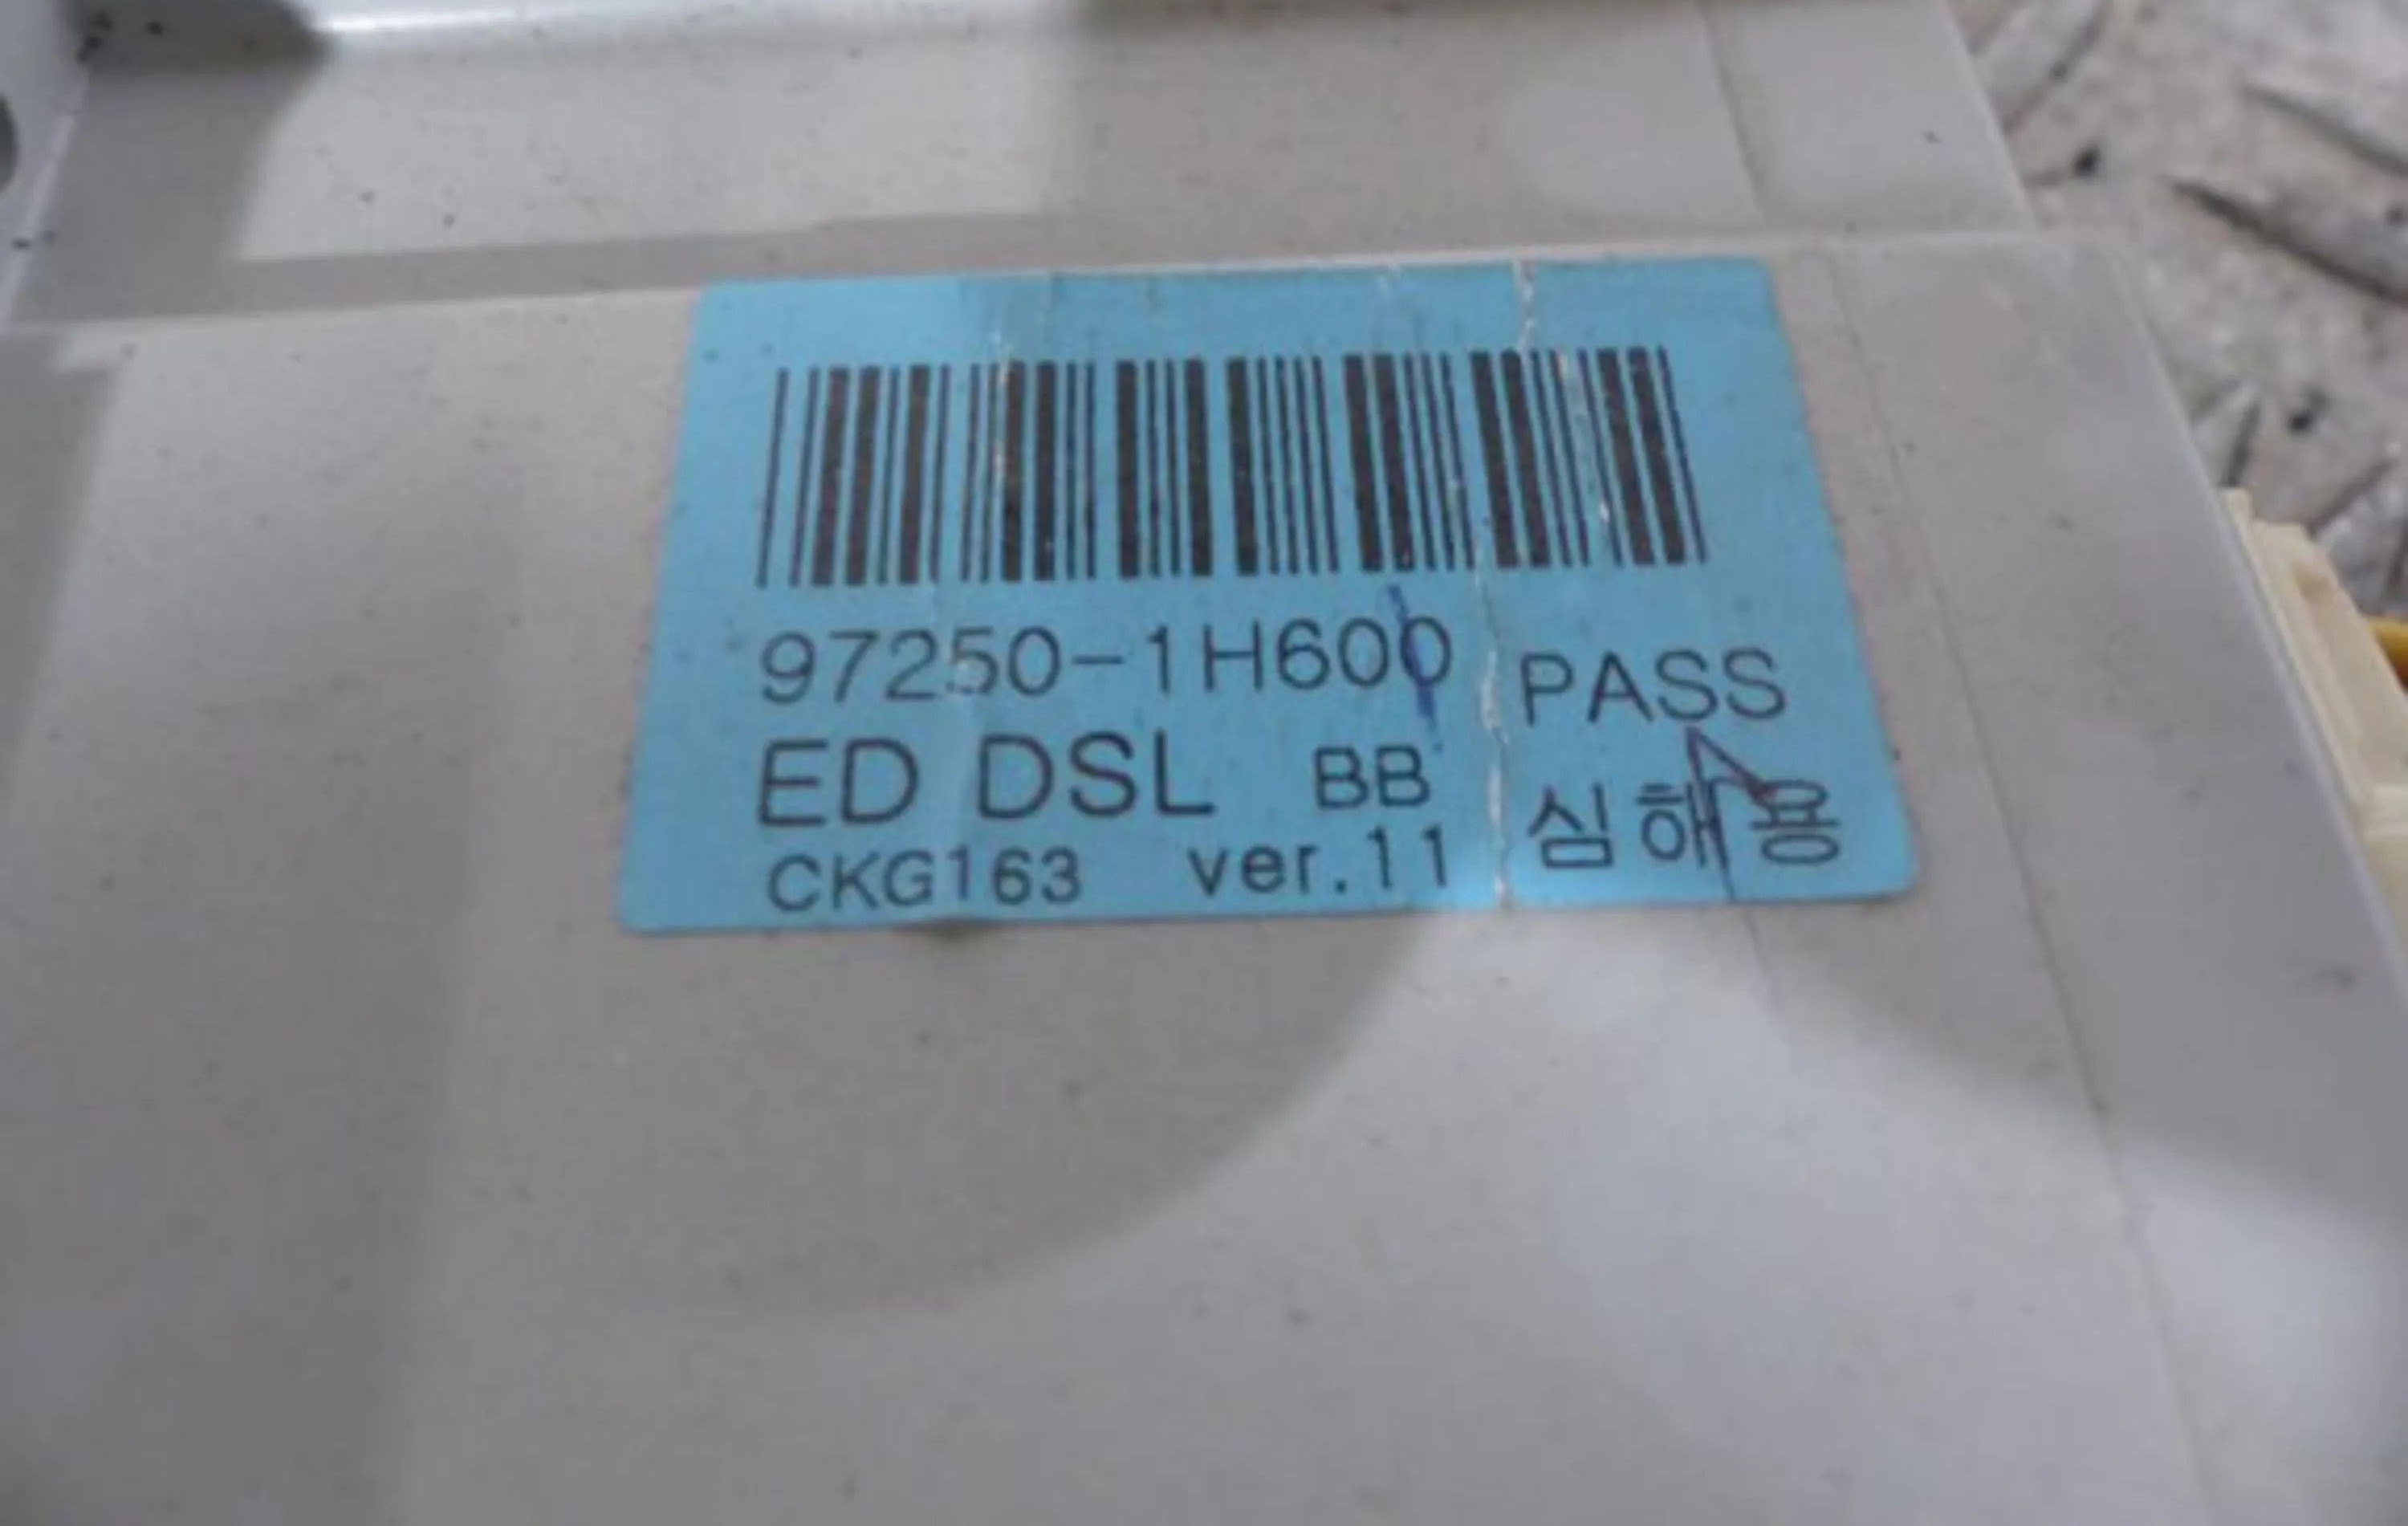 97250-1H600 PASS
ED DSL BB 심해용
CKG163 ver.11